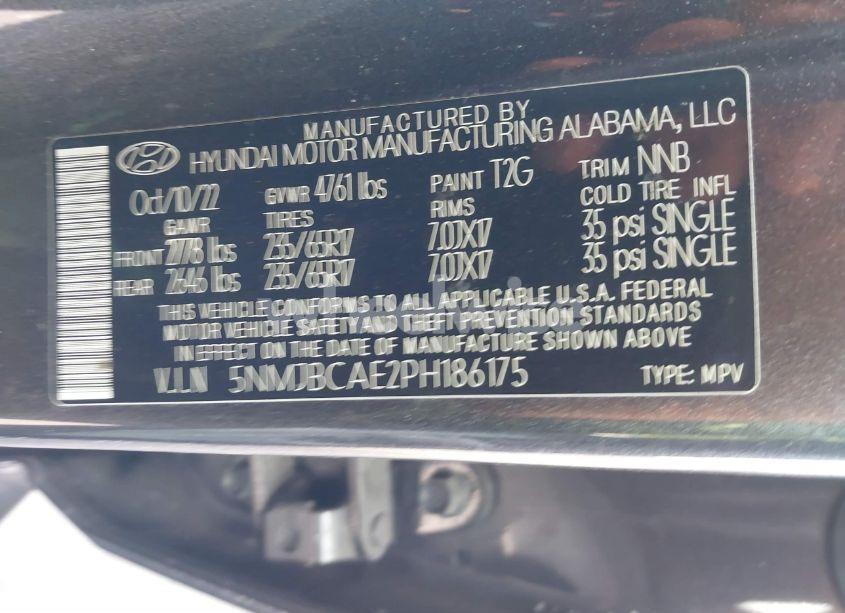 MANUFACTURED BY
HYUNDAI MOTOR MANUFACTURING ALABAMA, LLC
Oct/10/22 GVWR 4761 lbs PAINT T2G TRIM NNB
GAWR TIRES RIMS COLD TIRE INFL
FRONT 2778 lbs 235/65R17 7.0JX17 35 psi SINGLE
REAR 2646 lbs 235/65R17 7.0JX17 35 psi SINGLE
THIS VEHICLE CONFORMS TO ALL APPLICABLE U.S.A. FEDERAL
MOTOR VEHICLE SAFETY AND THEFT PREVENTION STANDARDS
IN EFFECT ON THE DATE OF MANUFACTURE SHOWN ABOVE
V.I.N 5NMJBCAE2PH186175 TYPE: MPV